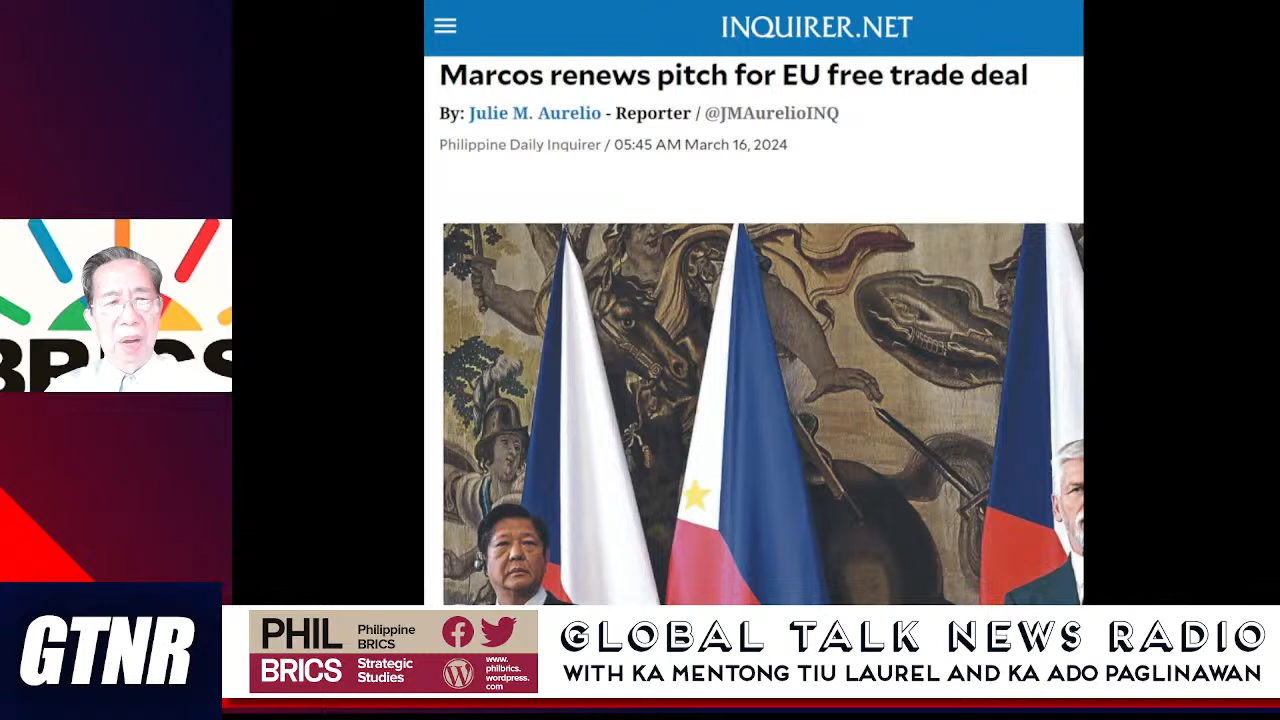 INQUIRER.NET
Marcos renews pitch for EU free trade deal
By: Julie M. Aurelio - Reporter / @JMAurelioINQ
Philippine Daily Inquirer / 05:45 AM March 16, 2024
BRICS
GTNR
PHIL
BRICS
Philippine
BRICS
Strategic
Studies
www.
philbrics.
wordpress.
com
GLOBAL TALK NEWS RADIO
WITH KA MENTONG TIU LAUREL AND KA ADO PAGLINAWAN